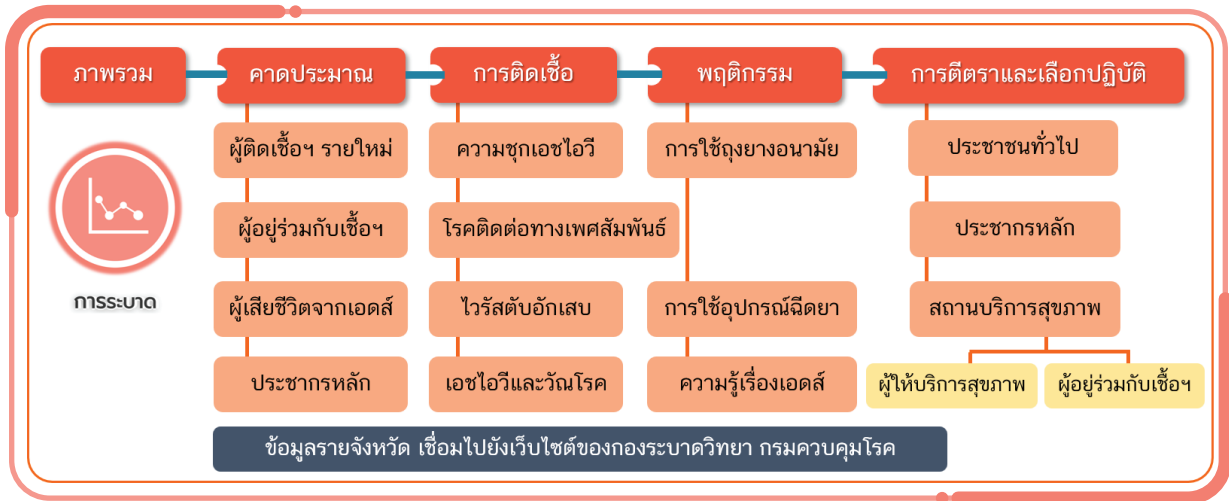 ภาพรวม
คาดประมาณ
การติดเชื้อ
พฤติกรรม
การตีตราและเลือกปฏิบัติ
ผู้ติดเชื้อฯ รายใหม่
ความชุกเอชไอวี
การใช้ถุงยางอนามัย
ประชาชนทั่วไป
ผู้อยู่ร่วมกับเชื้อฯ
โรคติดต่อทางเพศสัมพันธ์
ประชากรหลัก
การระบาด
ผู้เสียชีวิตจากเอดส์
ไวรัสตับอักเสบ
การใช้อุปกรณ์ฉีดยา
สถานบริการสุขภาพ
ประชากรหลัก
เอชไอวีและวัณโรค
ความรู้เรื่องเอดส์
ผู้ให้บริการสุขภาพ
ผู้อยู่ร่วมกับเชื้อฯ
ข้อมูลรายจังหวัด เชื่อมไปยังเว็บไซต์ของกองระบาดวิทยา กรมควบคุมโรค